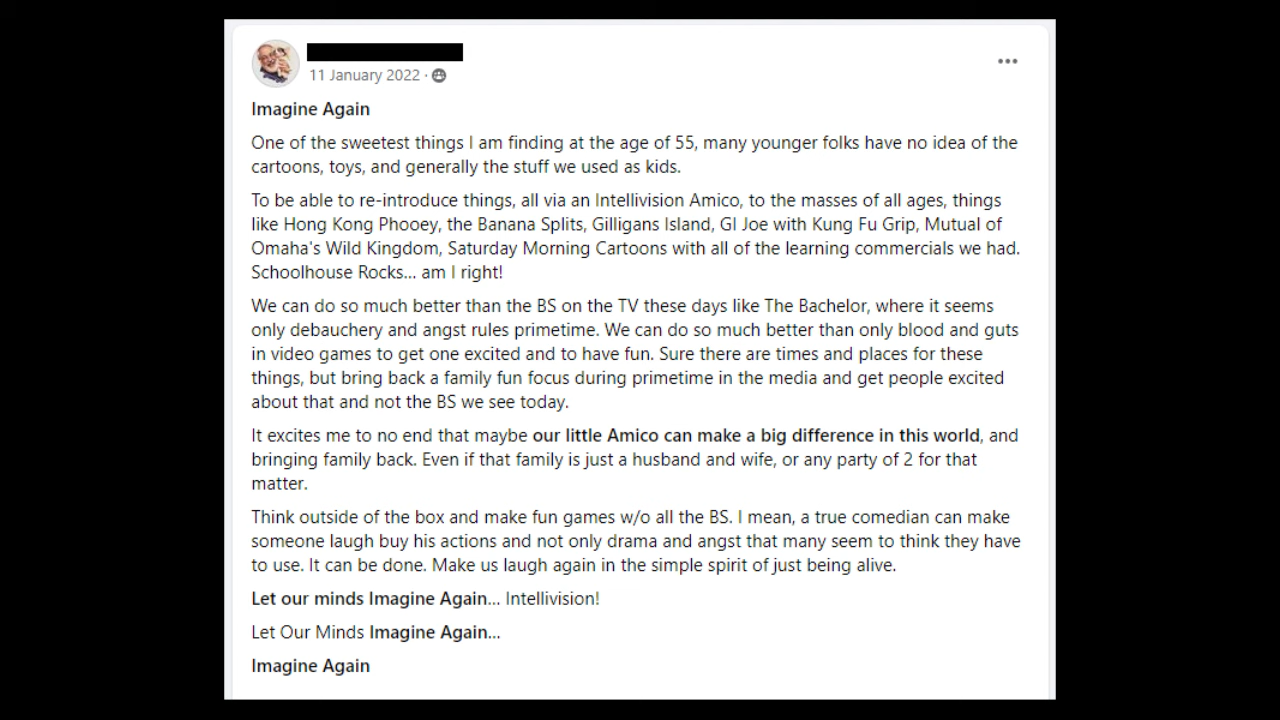 11 January 2022 ·
Imagine Again
One of the sweetest things I am finding at the age of 55, many younger folks have no idea of the
cartoons, toys, and generally the stuff we used as kids.
To be able to re-introduce things, all via an Intellivision Amico, to the masses of all ages, things
like Hong Kong Phooey, the Banana Splits, Gilligans Island, GI Joe with Kung Fu Grip, Mutual of
Omaha's Wild Kingdom, Saturday Morning Cartoons with all of the learning commercials we had.
Schoolhouse Rocks... am I right!
We can do so much better than the BS on the TV these days like The Bachelor, where it seems
only debauchery and angst rules primetime. We can do so much better than only blood and guts
in video games to get one excited and to have fun. Sure there are times and places for these
things, but bring back a family fun focus during primetime in the media and get people excited
about that and not the BS we see today.
It excites me to no end that maybe our little Amico can make a big difference in this world, and
bringing family back. Even if that family is just a husband and wife, or any party of 2 for that
matter.
Think outside of the box and make fun games w/o all the BS. I mean, a true comedian can make
someone laugh buy his actions and not only drama and angst that many seem to think they have
to use. It can be done. Make us laugh again in the simple spirit of just being alive.
Let our minds Imagine Again... Intellivision!
Let Our Minds Imagine Again...
Imagine Again